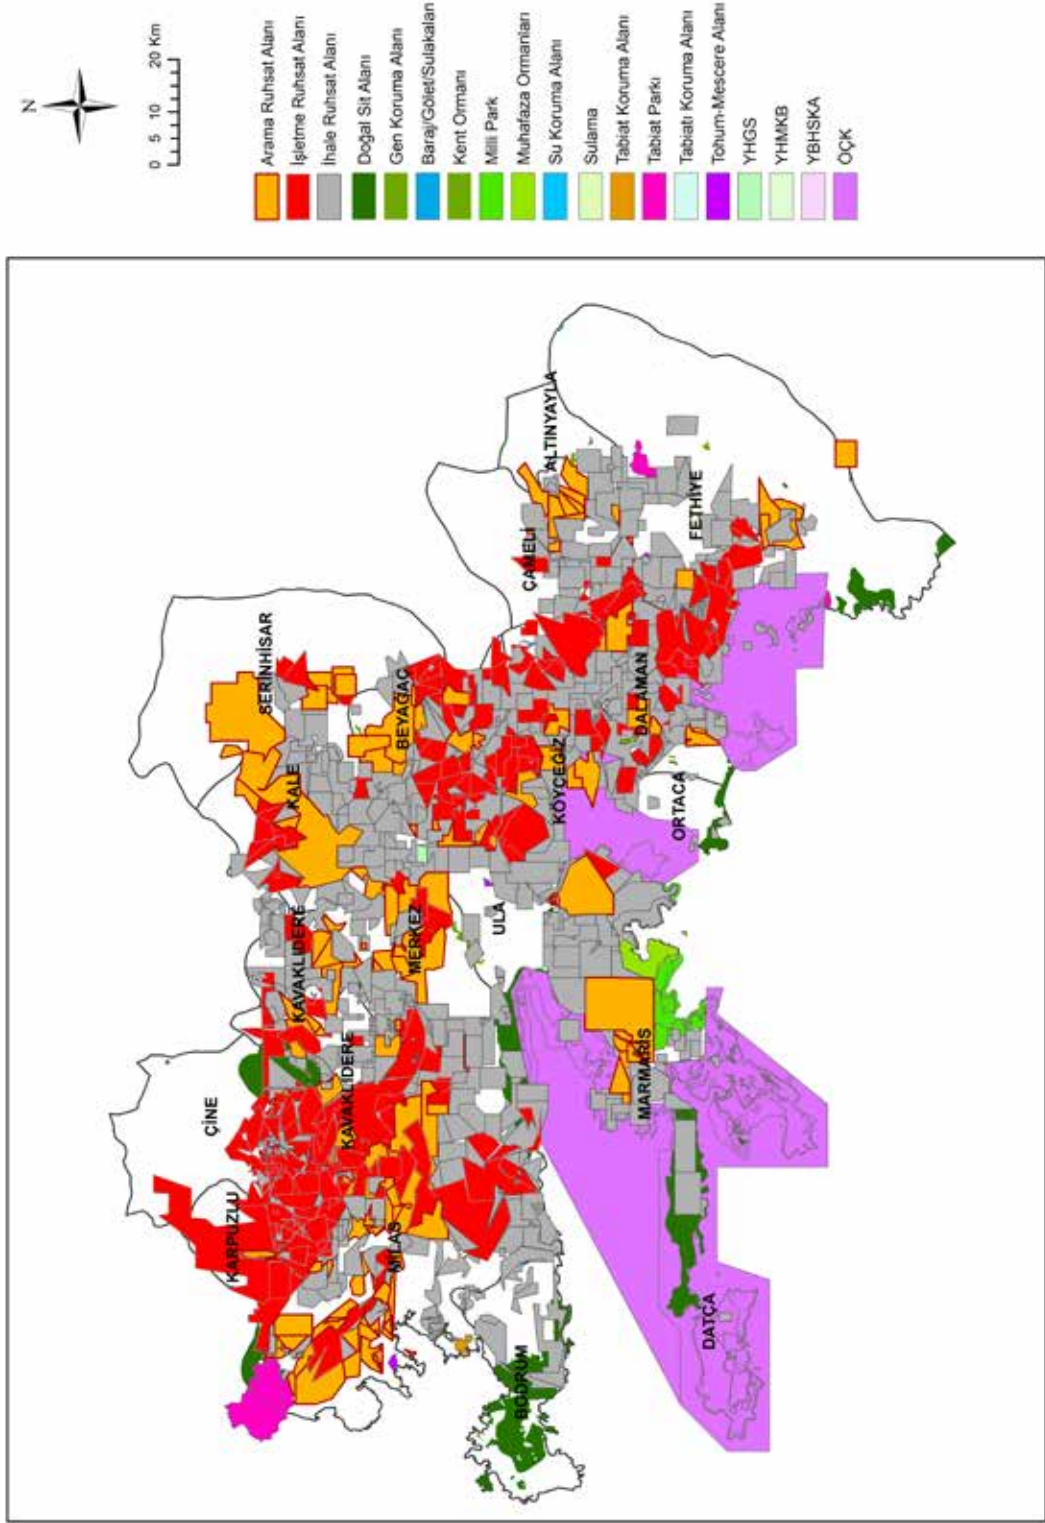 N
0 5 10 20 Km
Arama Ruhsat Alanı
İşletme Ruhsat Alanı
İhale Ruhsat Alanı
Doğal Sit Alanı
Gen Koruma Alanı
Baraj/Gölet/Sulakalan
Kent Ormanı
Milli Park
Muhafaza Ormanları
Su Koruma Alanı
Sulama
Tabiat Koruma Alanı
Tabiat Parkı
Tabiatı Koruma Alanı
Tohum-Mescere Alanı
YHGS
YHMKB
YBHSKA
ÖÇK
ÇİNE
KARPUZLU
KAVAKLIDERE
KAVAKLIDERE
KALE
SERİNHİSAR
MİLAS
MERKEZ
BEYAĞAÇ
BODRUM
ULA
KÖYCEĞİZ
ÇAMELİ
ALTINYAYLA
MARMARİS
ORTACA
DALAMAN
FETHİYE
DATÇA